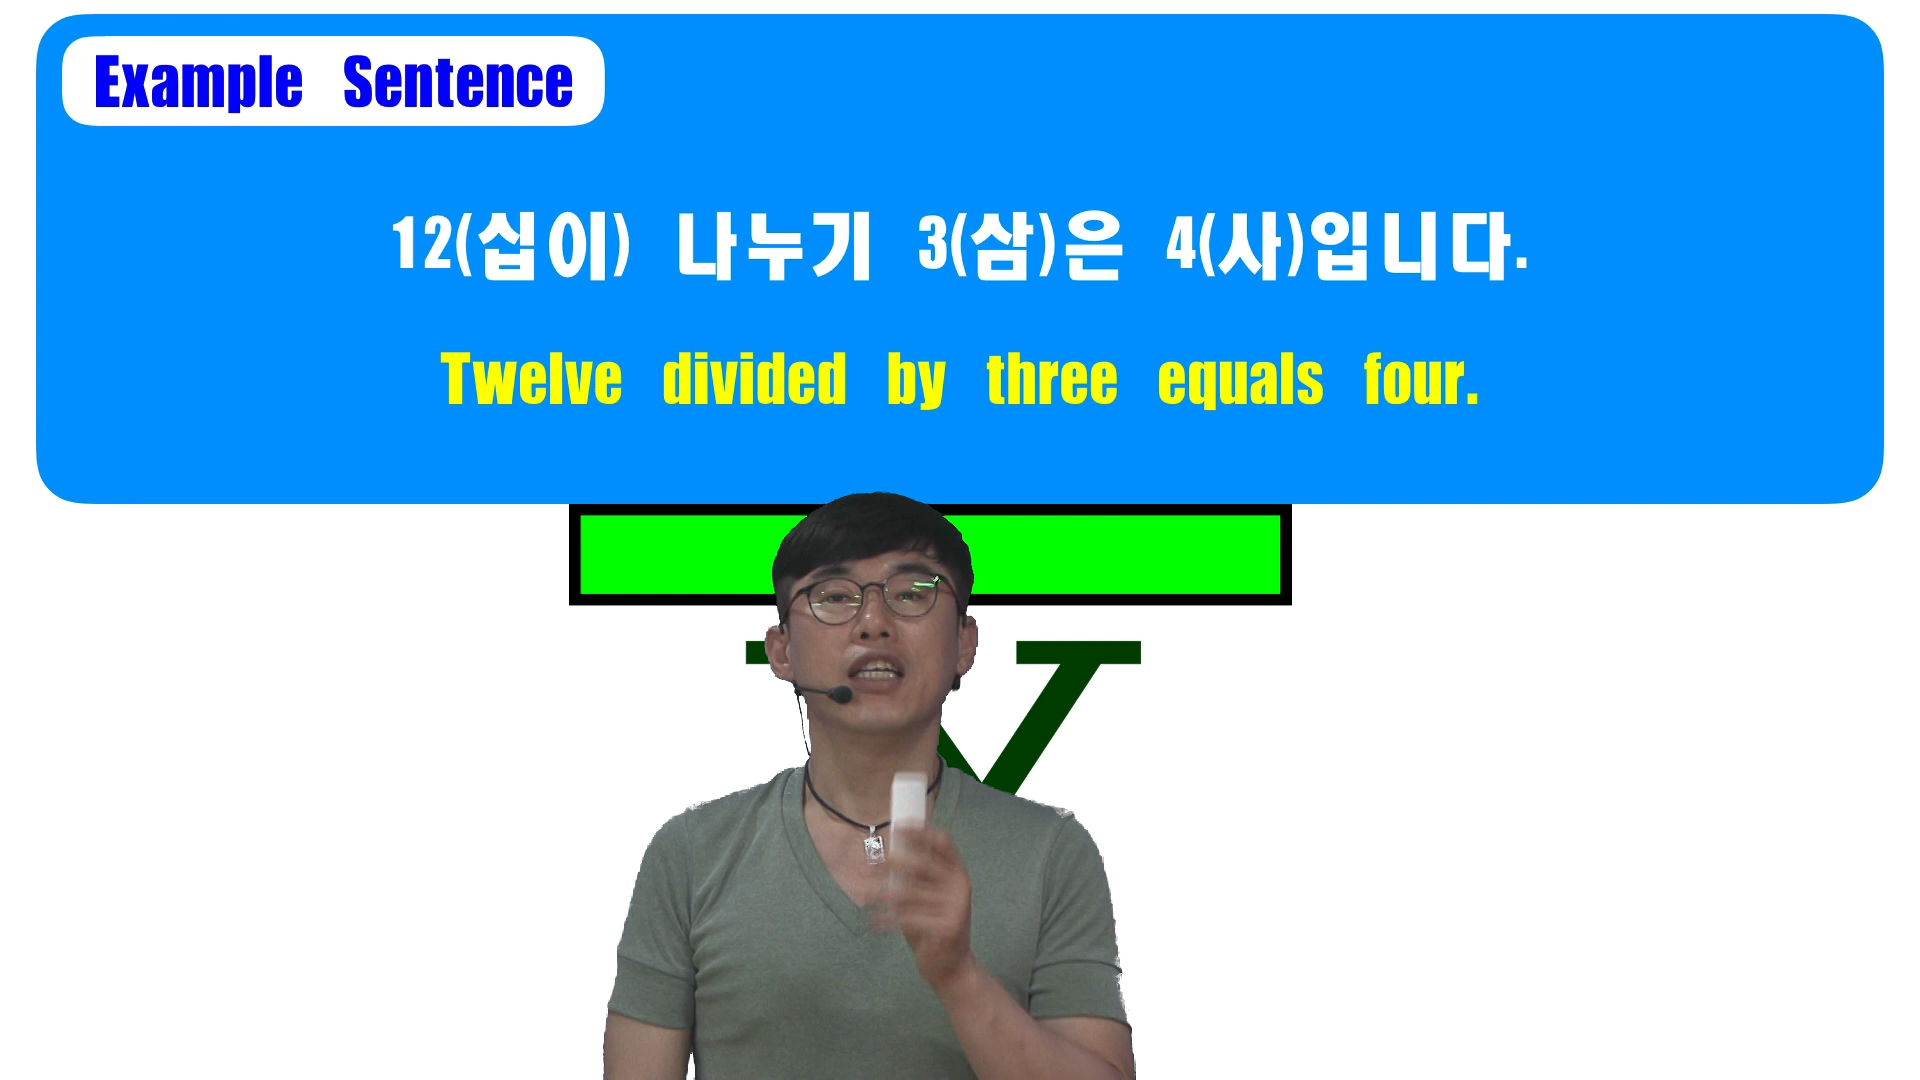 Example Sentence
12(십이) 나누기 3(삼)은 4(사)입니다.
Twelve divided by three equals four.